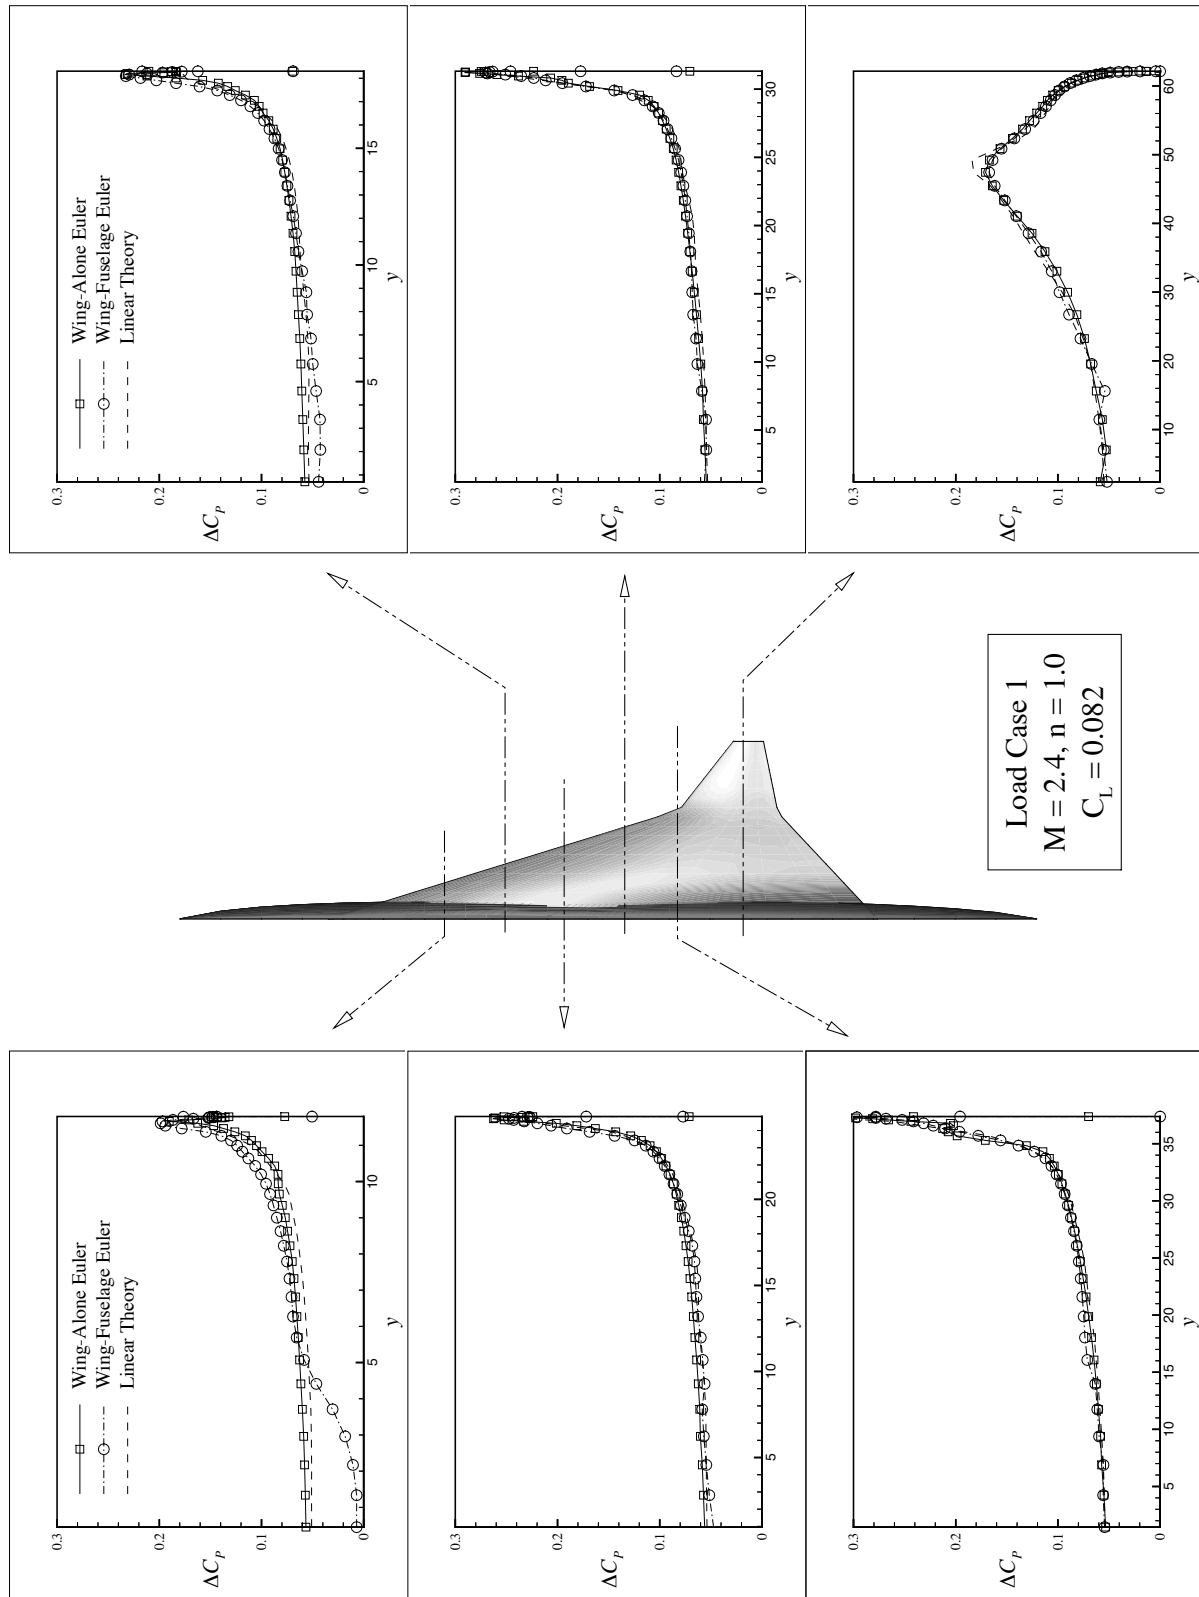 0.3
Wing-Alone Euler
Wing-Fuselage Euler
Linear Theory
0.2
ΔC_P
0.1
0
5 10
y
0.3
Wing-Alone Euler
Wing-Fuselage Euler
Linear Theory
0.2
ΔC_P
0.1
0
5 10 15
y
0.3
0.2
ΔC_P
0.1
0
5 10 15 20
y
0.3
0.2
ΔC_P
0.1
0
5 10 15 20 25 30
y
0.3
0.2
ΔC_P
0.1
0
5 10 15 20 25 30 35
y
Load Case 1
M = 2.4, n = 1.0
C_L = 0.082
0.3
0.2
ΔC_P
0.1
0
10 20 30 40 50 60
y